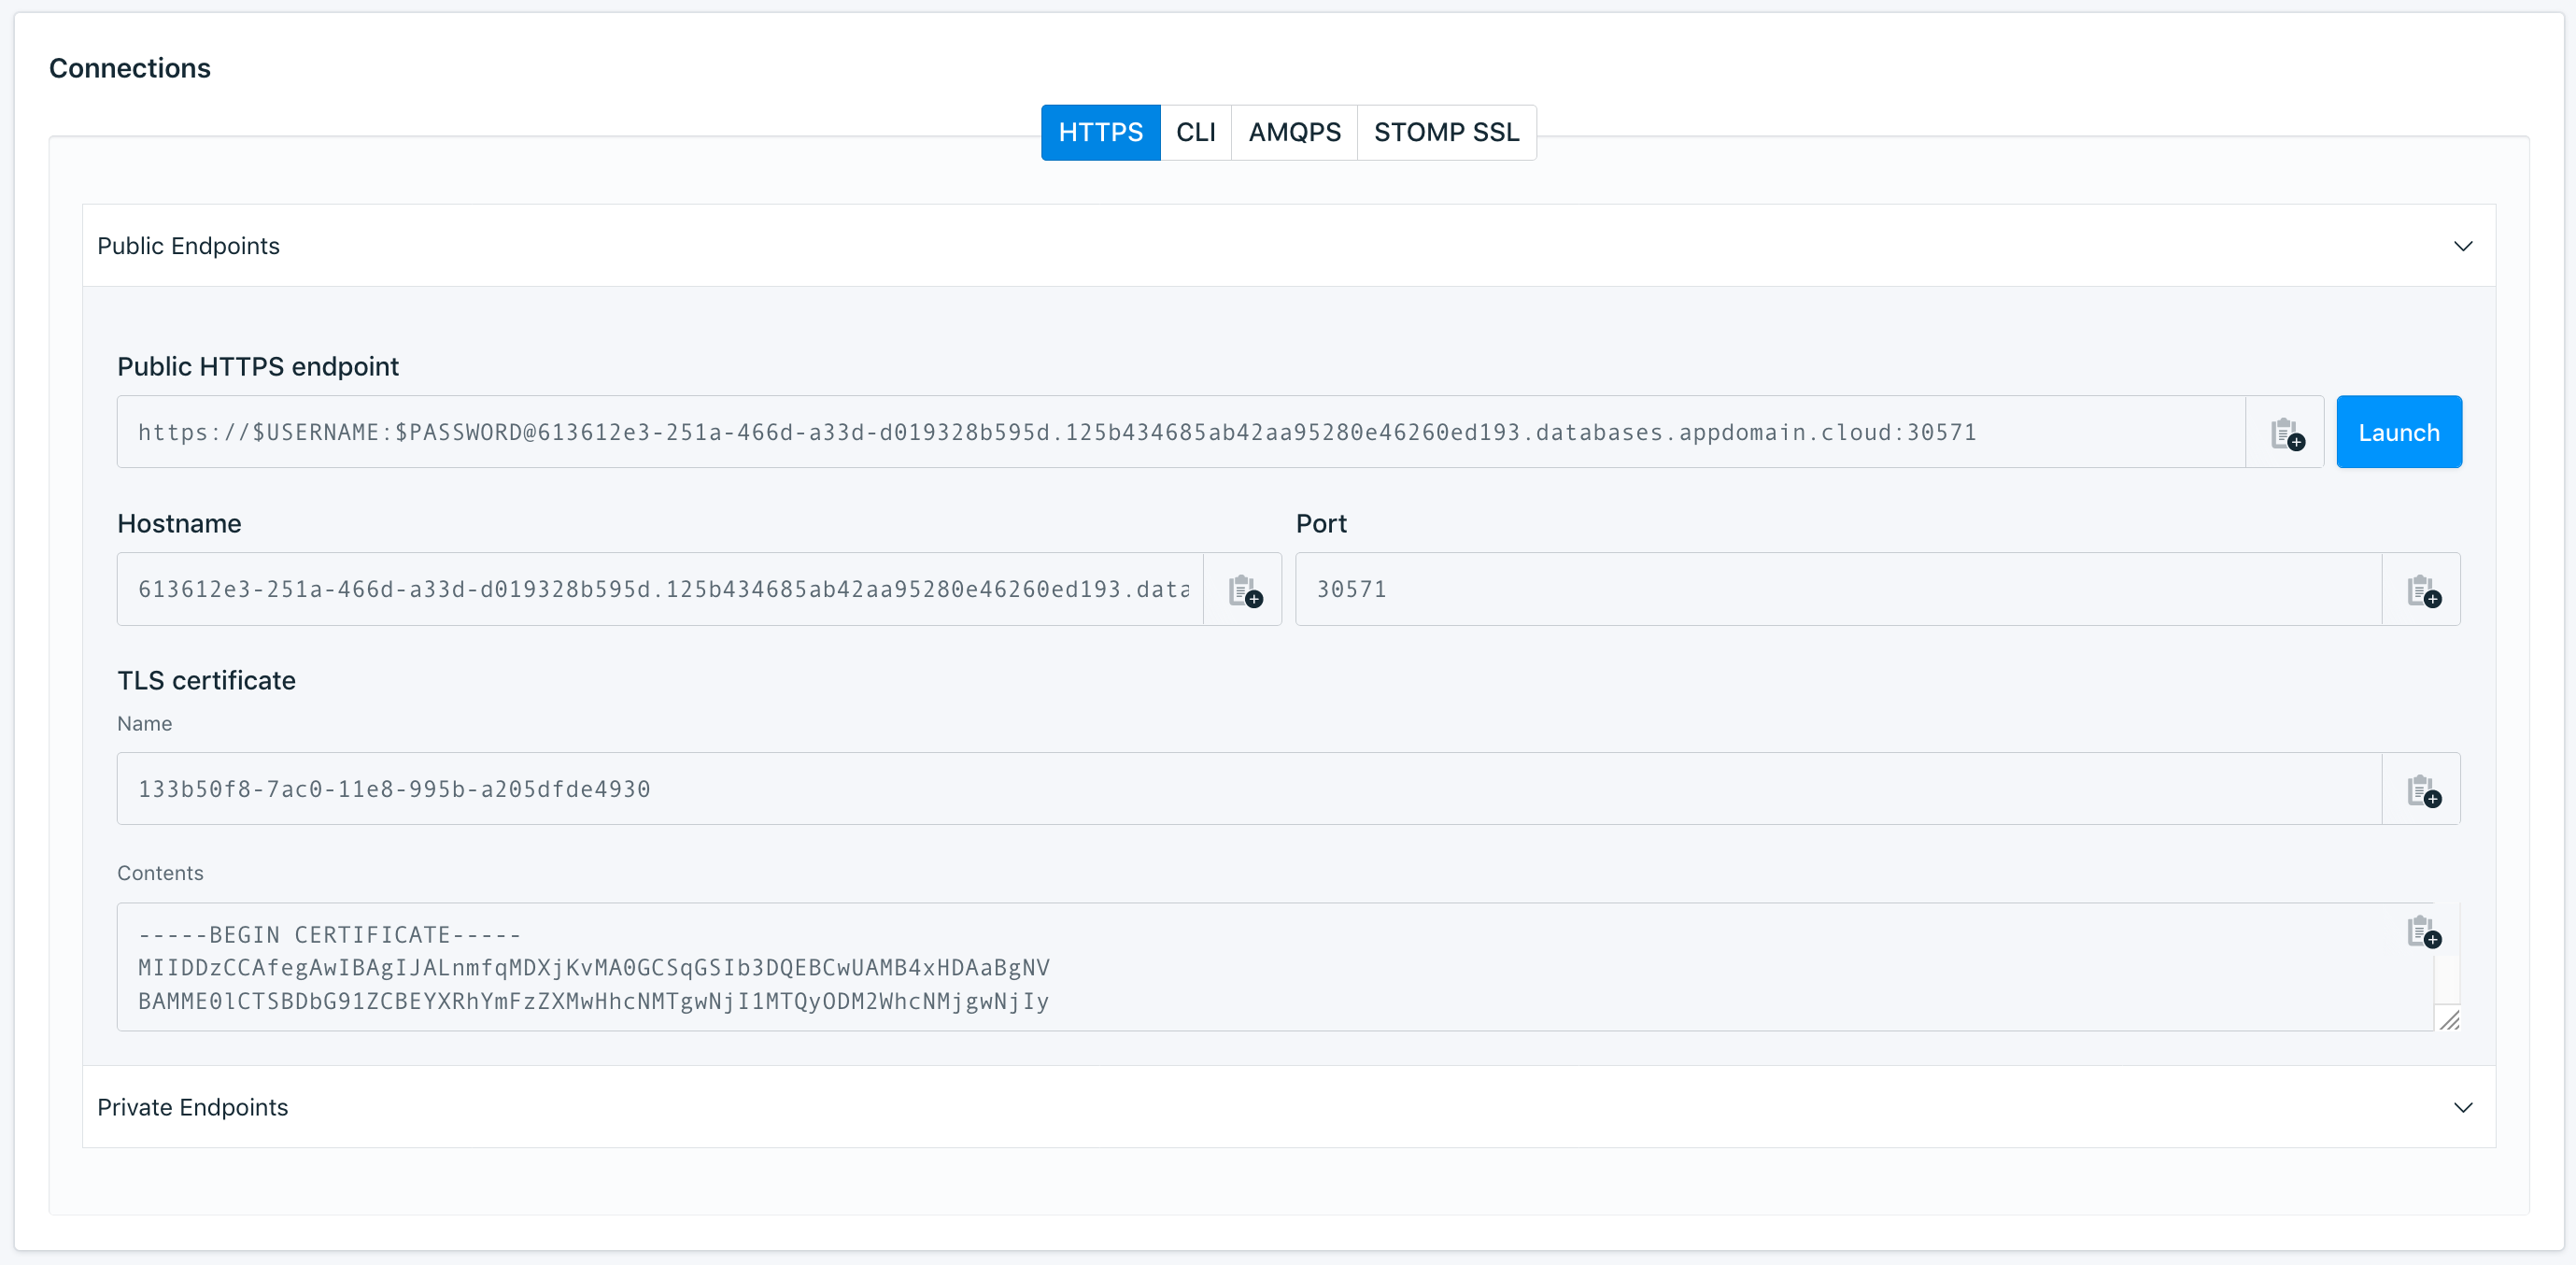 Connections
HTTPS CLI AMQPS STOMP SSL
Public Endpoints
Public HTTPS endpoint
https://$USERNAME:$PASSWORD@613612e3-251a-466d-a33d-d019328b595d.125b434685ab42aa95280e46260ed193.databases.appdomain.cloud:30571
Launch
Hostname
Port
613612e3-251a-466d-a33d-d019328b595d.125b434685ab42aa95280e46260ed193.data
30571
TLS certificate
Name
133b50f8-7ac0-11e8-995b-a205dfde4930
Contents
-----BEGIN CERTIFICATE-----
MIIDDzCCAfegAwIBAgIJALnmfqMDXjKvMA0GCSqGSIb3DQEBCwUAMB4xHDAaBgNV
BAMME0lCTSBDbG91ZCBEYXRhYmFzZXMwHhcNMTgwNjI1MTQyODM2WhcNMjgwNjIy
Private Endpoints